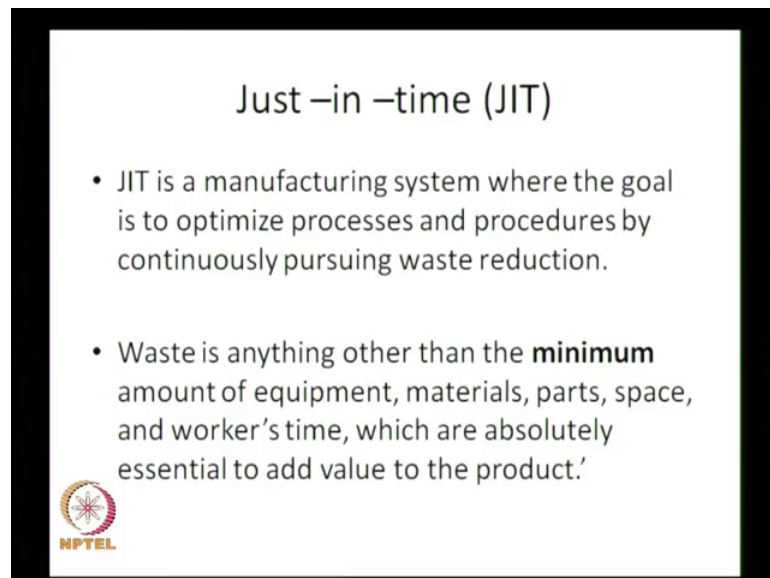 Just –in –time (JIT)
• JIT is a manufacturing system where the goal
is to optimize processes and procedures by
continuously pursuing waste reduction.
• Waste is anything other than the minimum
amount of equipment, materials, parts, space,
and worker’s time, which are absolutely
essential to add value to the product.’
NPTEL